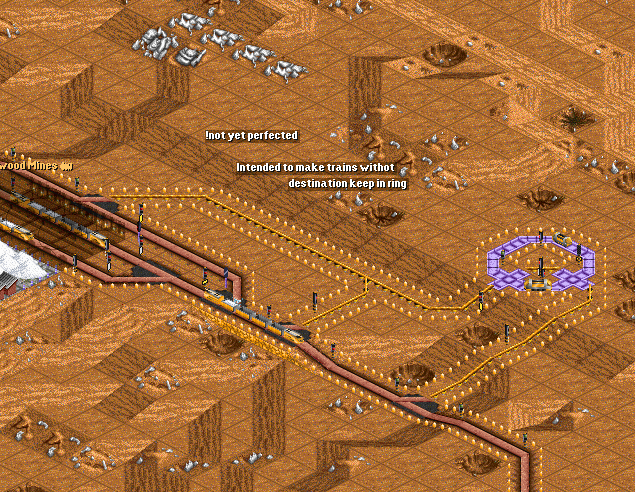 !not yet perfected
Intended to make trains withot
destination keep in ring
wood Mines